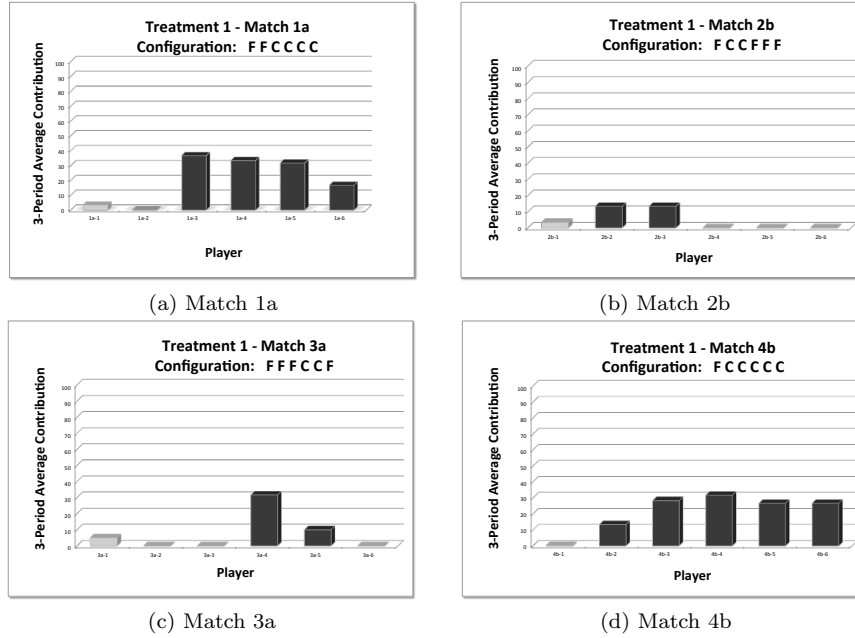 Treatment 1 - Match 1a
Configuration: F F C C C C
3-Period Average Contribution
100
90
80
70
60
50
40
30
20
10
0
1a-1 1a-2 1a-3 1a-4 1a-5 1a-6
Player
(a) Match 1a
Treatment 1 - Match 2b
Configuration: F C C F F F
3-Period Average Contribution
100
90
80
70
60
50
40
30
20
10
0
2b-1 2b-2 2b-3 2b-4 2b-5 2b-6
Player
(b) Match 2b
Treatment 1 - Match 3a
Configuration: F F F C C F
3-Period Average Contribution
100
90
80
70
60
50
40
30
20
10
0
3a-1 3a-2 3a-3 3a-4 3a-5 3a-6
Player
(c) Match 3a
Treatment 1 - Match 4b
Configuration: F C C C C C
3-Period Average Contribution
100
90
80
70
60
50
40
30
20
10
0
4b-1 4b-2 4b-3 4b-4 4b-5 4b-6
Player
(d) Match 4b